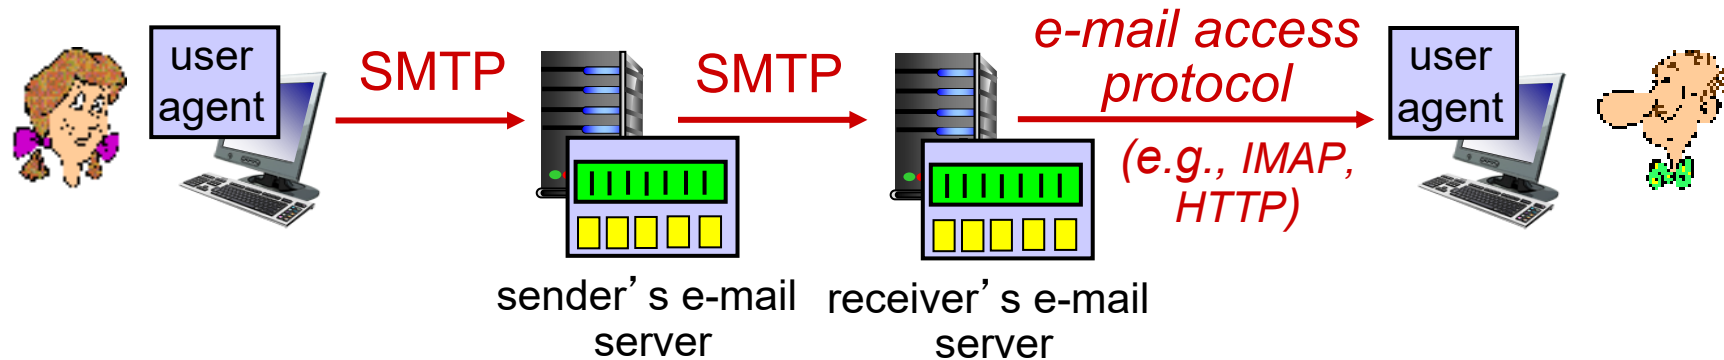 user
agent
SMTP
SMTP
e-mail access
protocol
(e.g., IMAP,
HTTP)
user
agent
sender's e-mail
server
receiver's e-mail
server